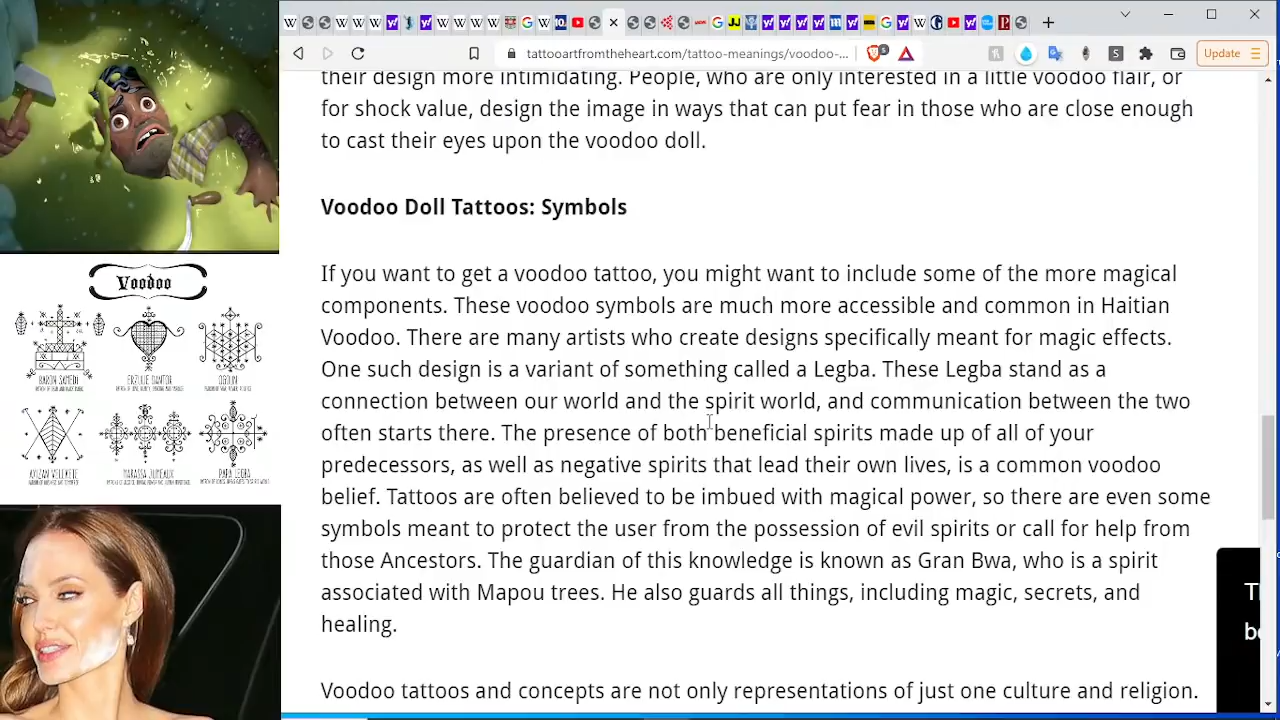 tattooartfromtheheart.com/tattoo-meanings/voodoo-...
Update
their design more intimidating. People, who are only interested in a little voodoo flair, or
for shock value, design the image in ways that can put fear in those who are close enough
to cast their eyes upon the voodoo doll.
Voodoo Doll Tattoos: Symbols
If you want to get a voodoo tattoo, you might want to include some of the more magical
components. These voodoo symbols are much more accessible and common in Haitian
Voodoo. There are many artists who create designs specifically meant for magic effects.
One such design is a variant of something called a Legba. These Legba stand as a
connection between our world and the spirit world, and communication between the two
often starts there. The presence of both beneficial spirits made up of all of your
predecessors, as well as negative spirits that lead their own lives, is a common voodoo
belief. Tattoos are often believed to be imbued with magical power, so there are even some
symbols meant to protect the user from the possession of evil spirits or call for help from
those Ancestors. The guardian of this knowledge is known as Gran Bwa, who is a spirit
associated with Mapou trees. He also guards all things, including magic, secrets, and
healing.
Voodoo tattoos and concepts are not only representations of just one culture and religion.
Voodoo
BARON SAMEDI
ERZULIE DANTOR
OGOUN
AYIZAN VELEKETE
MARASSA JUMEAUX
PAPA LEGBA